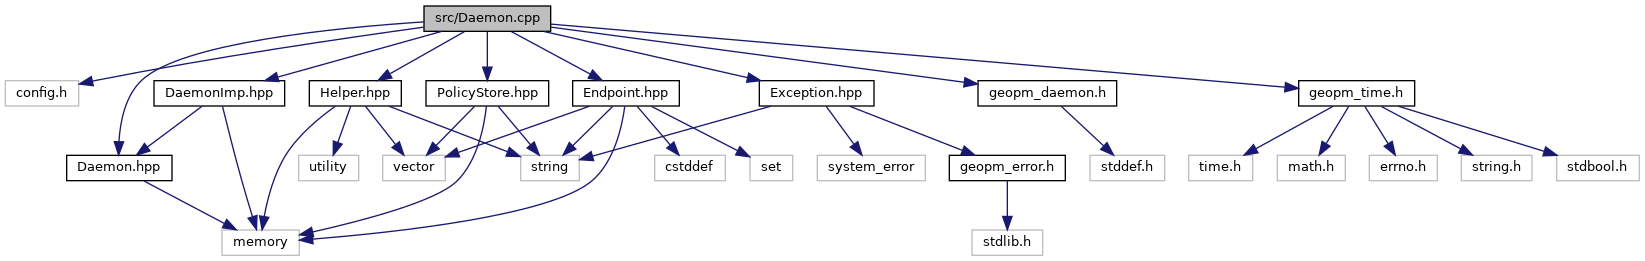 src/Daemon.cpp
config.h
DaemonImp.hpp
Helper.hpp
PolicyStore.hpp
Endpoint.hpp
Exception.hpp
geopm_daemon.h
geopm_time.h
Daemon.hpp
utility
vector
string
cstddef
set
system_error
geopm_error.h
stddef.h
time.h
math.h
errno.h
string.h
stdbool.h
memory
stdlib.h